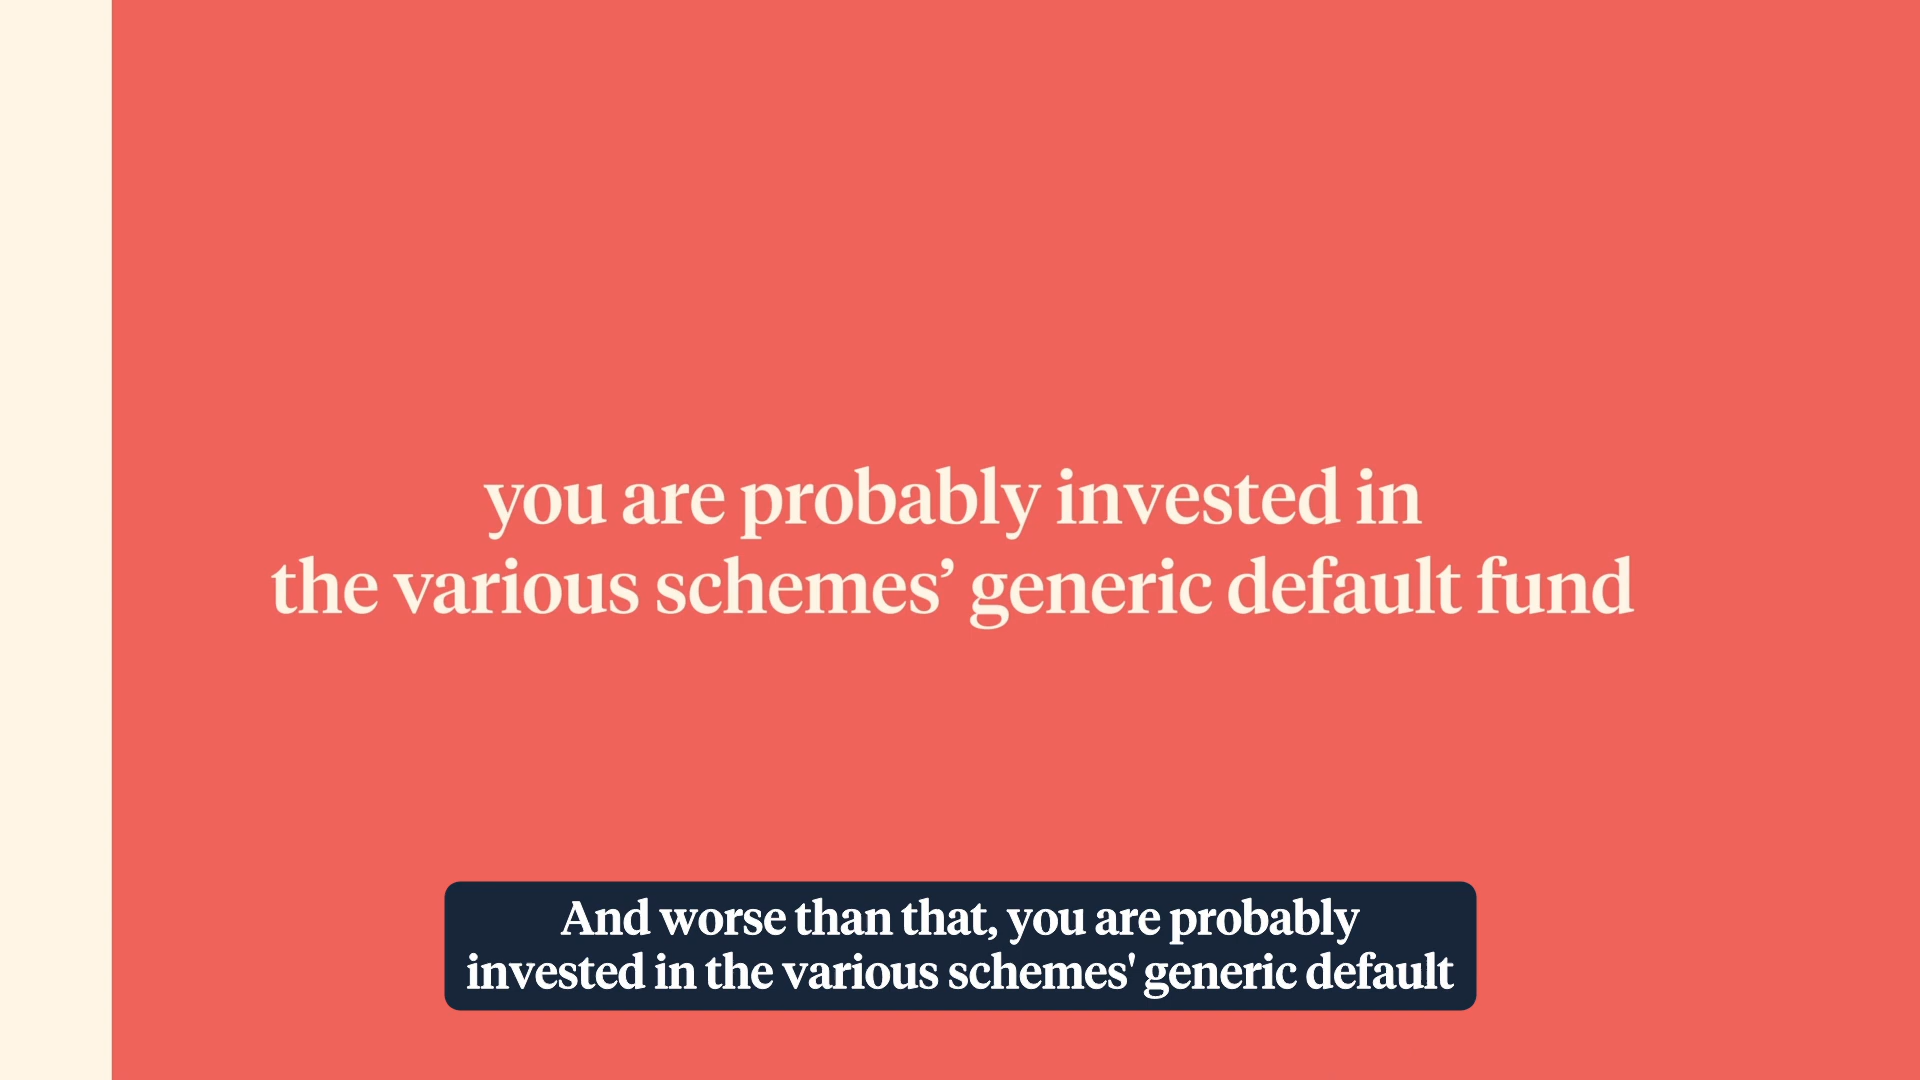 you are probably invested in
the various schemes’ generic default fund
And worse than that, you are probably
invested in the various schemes' generic default